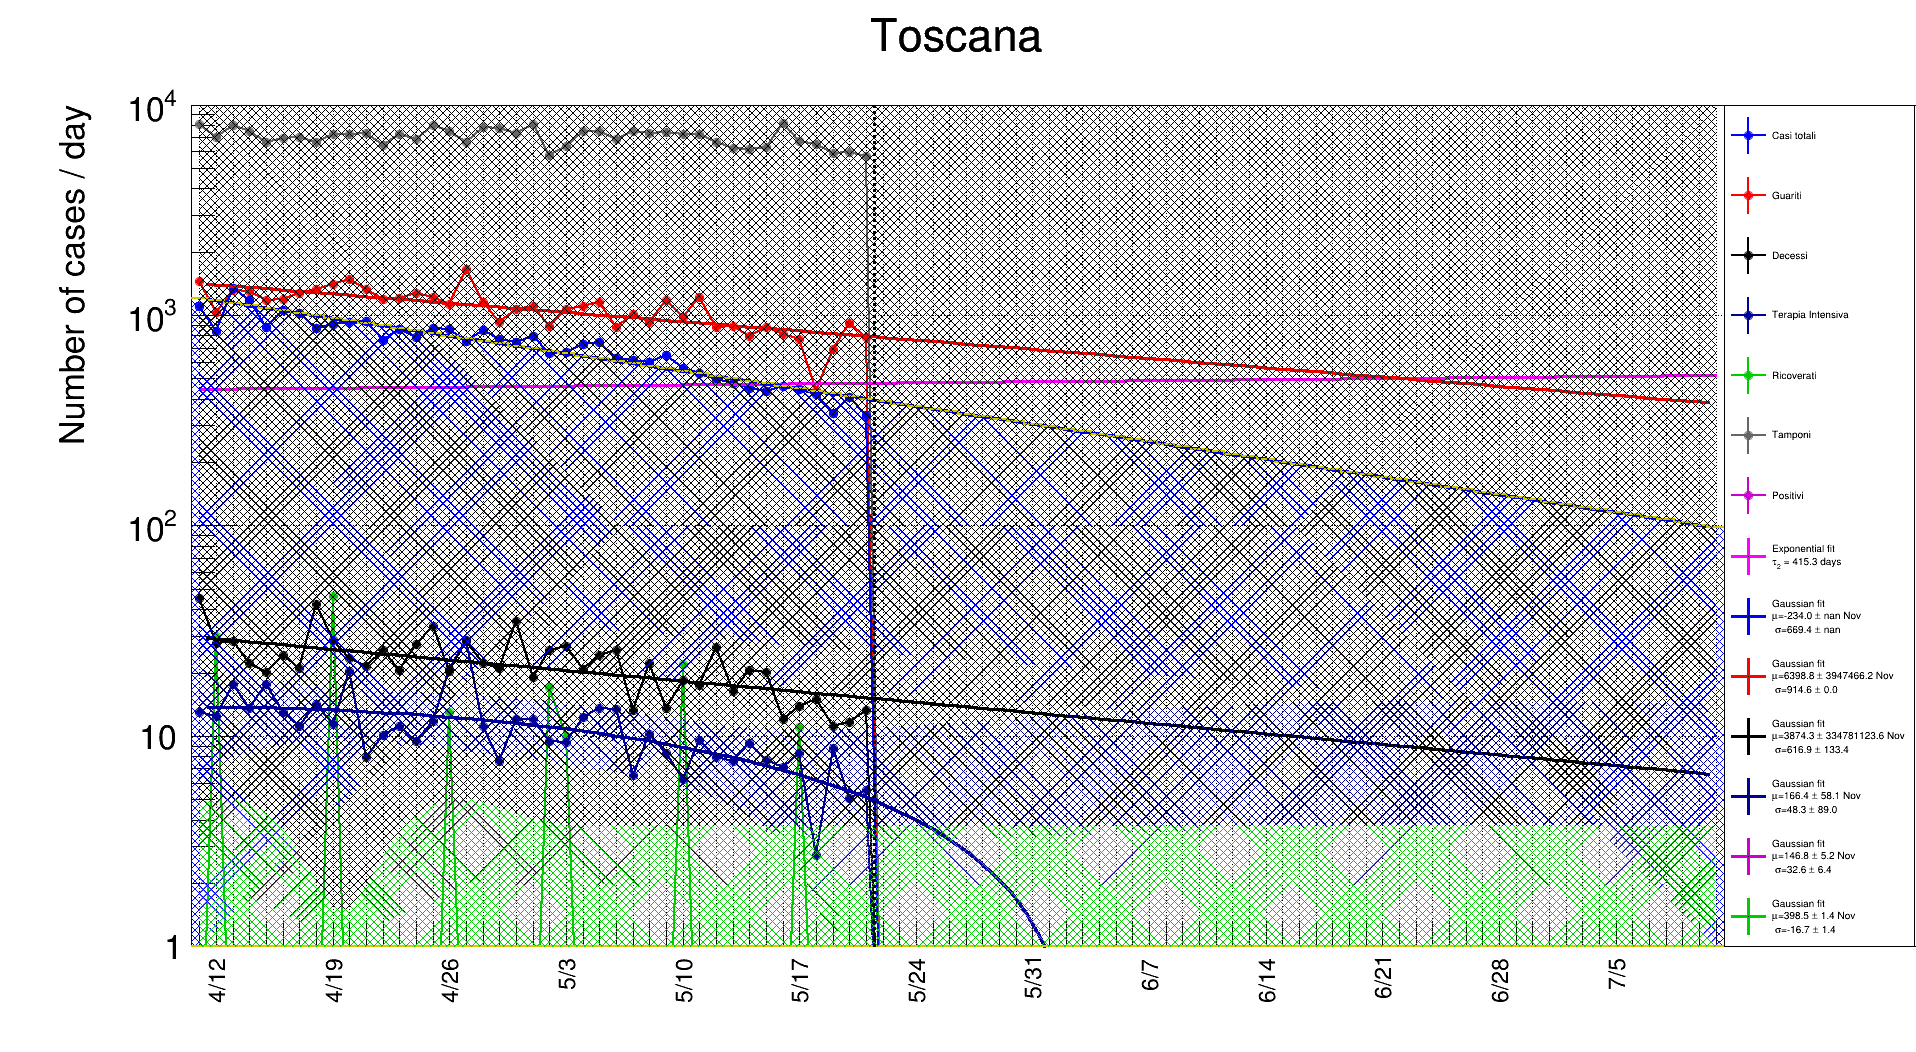 Toscana
Number of cases / day
10^4
10^3
10^2
10
1
4/12
4/19
4/26
5/3
5/10
5/17
5/24
5/31
6/7
6/14
6/21
6/28
7/5
Casi totali
Guariti
Decessi
Terapia Intensiva
Ricoverati
Tamponi
Positivi
Exponential fit
τ_2 = 415.3 days
Gaussian fit
μ=-234.0 ± nan Nov
σ=669.4 ± nan
Gaussian fit
μ=6398.8 ± 3947466.2 Nov
σ=914.6 ± 0.0
Gaussian fit
μ=3874.3 ± 334781123.6 Nov
σ=616.9 ± 133.4
Gaussian fit
μ=166.4 ± 58.1 Nov
σ=48.3 ± 89.0
Gaussian fit
μ=146.8 ± 5.2 Nov
σ=32.6 ± 6.4
Gaussian fit
μ=398.5 ± 1.4 Nov
σ=-16.7 ± 1.4